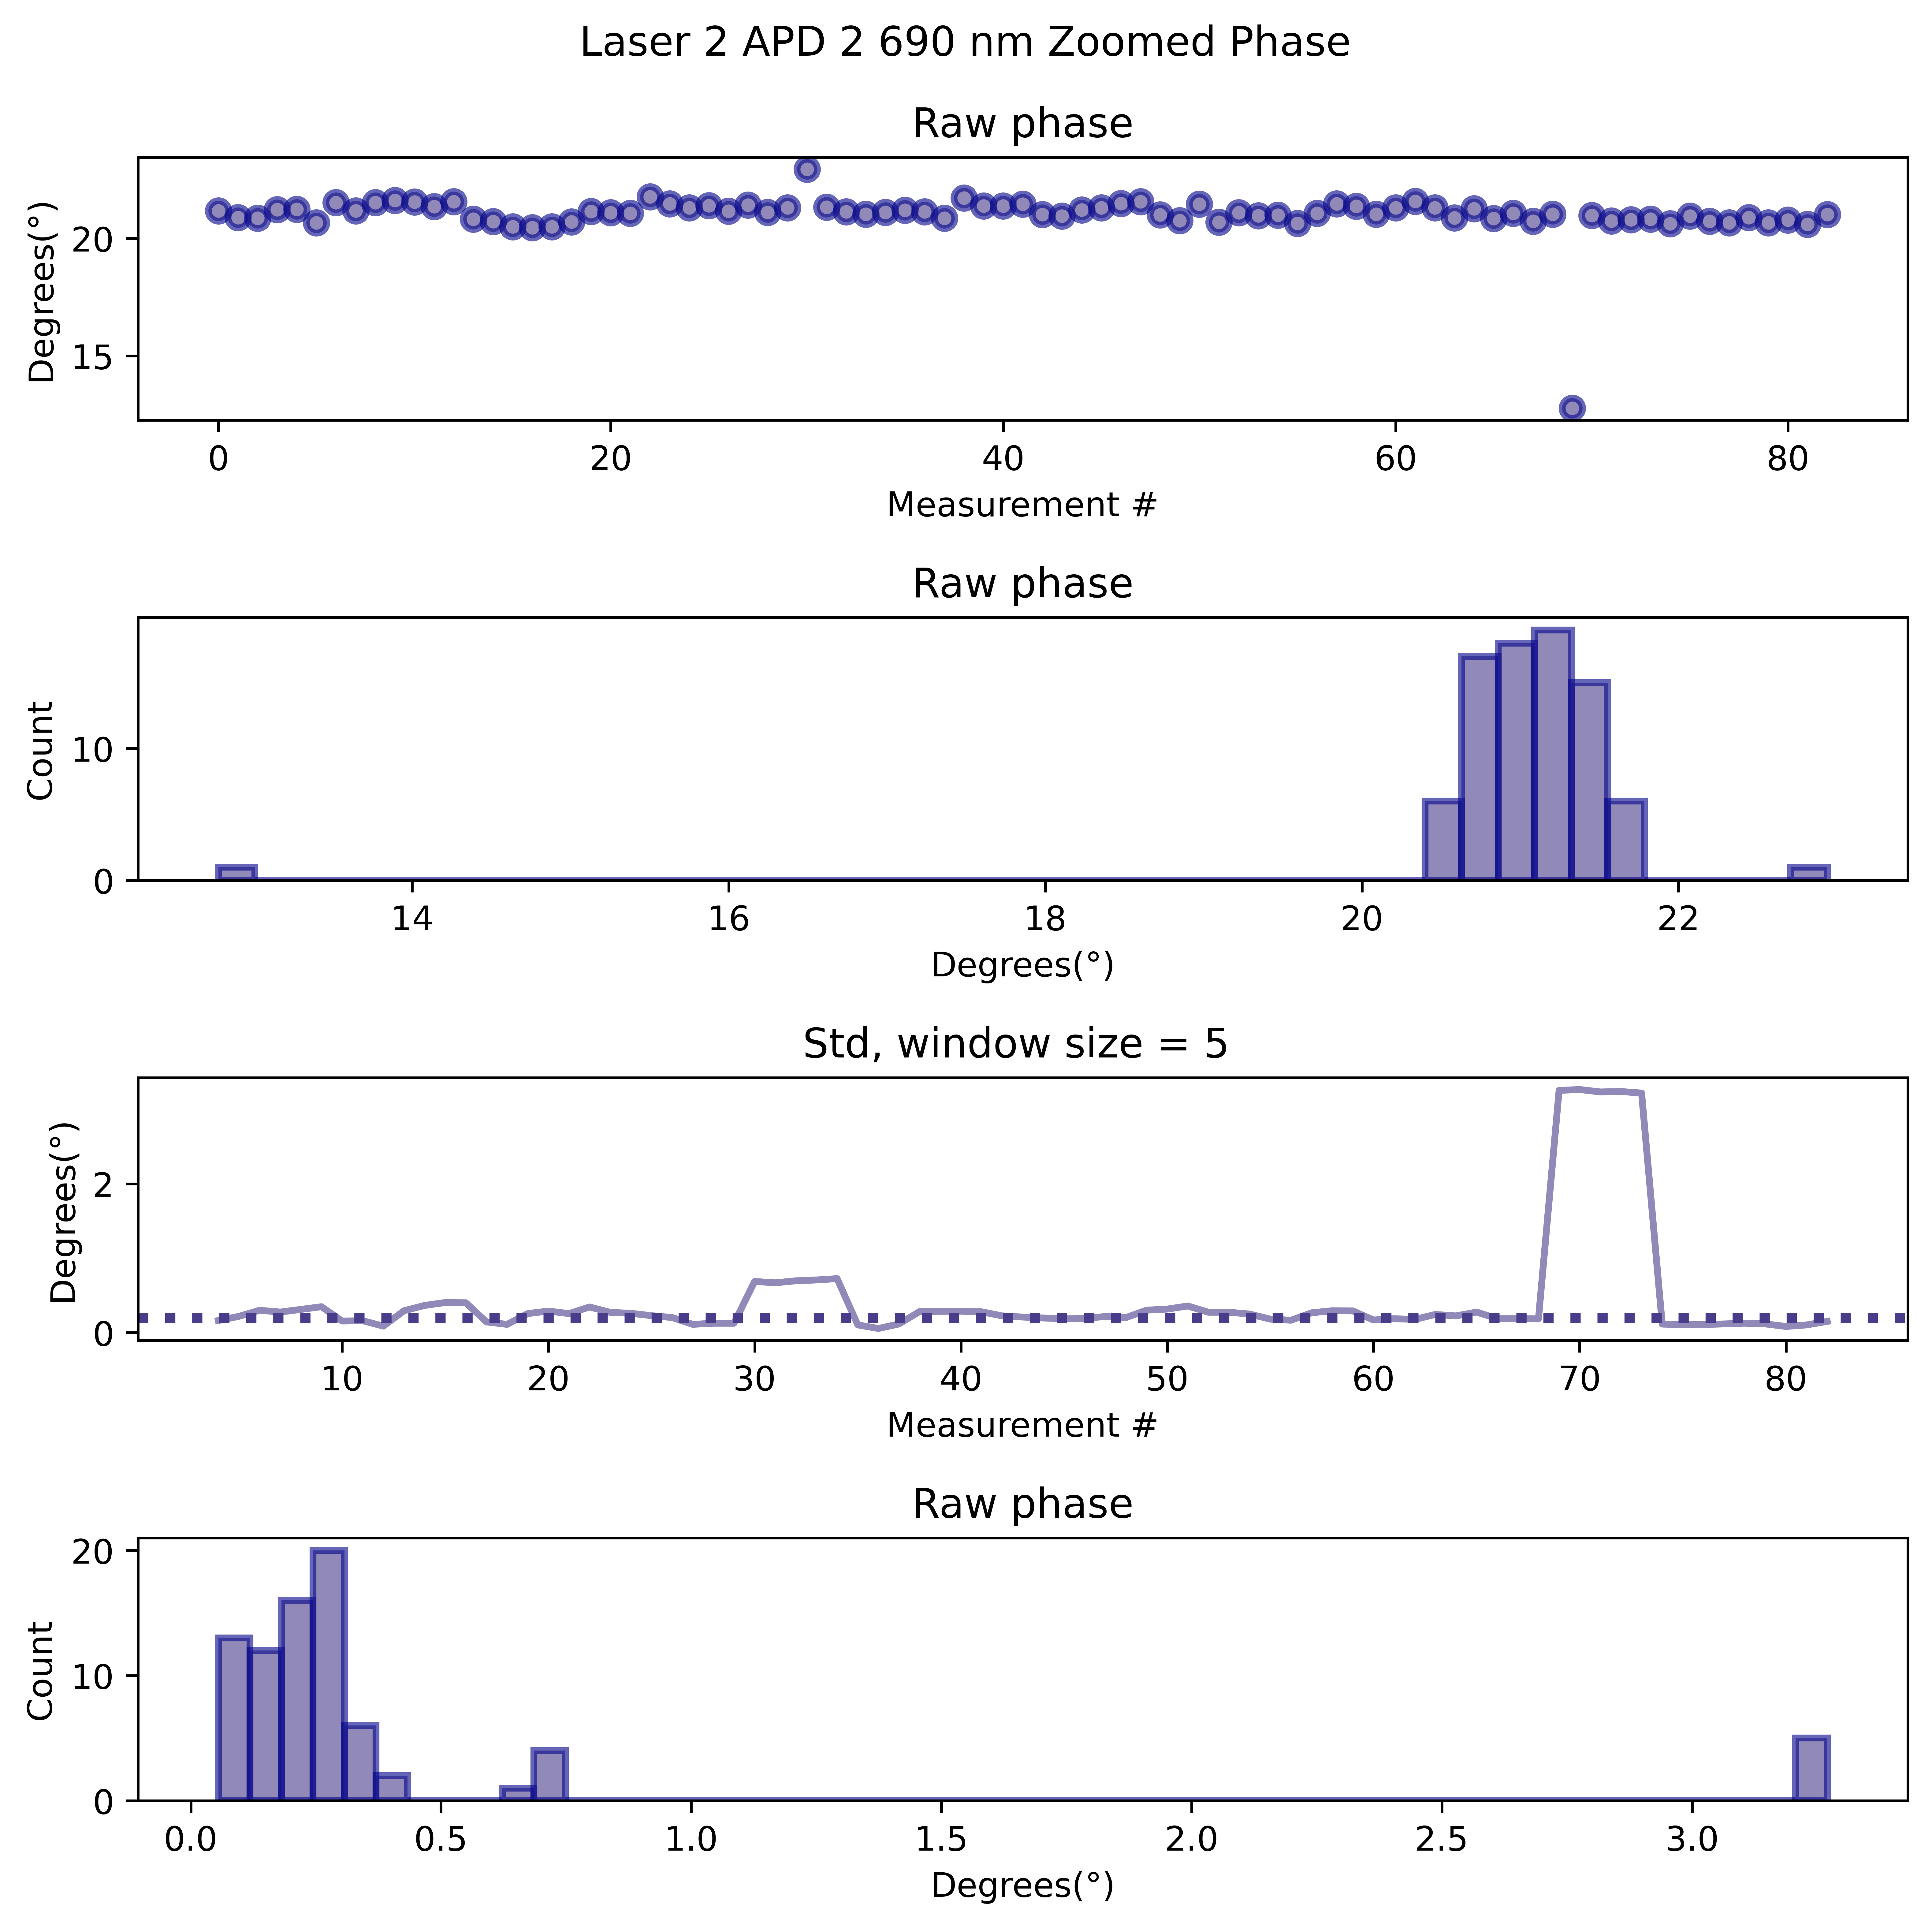 Laser 2 APD 2 690 nm Zoomed Phase
Raw phase
Degrees(°)
20
15
0 20 40 60 80
Measurement #
Raw phase
Count
10
0
14 16 18 20 22
Degrees(°)
Std, window size = 5
Degrees(°)
2
0
10 20 30 40 50 60 70 80
Measurement #
Raw phase
Count
20
10
0
0.0 0.5 1.0 1.5 2.0 2.5 3.0
Degrees(°)